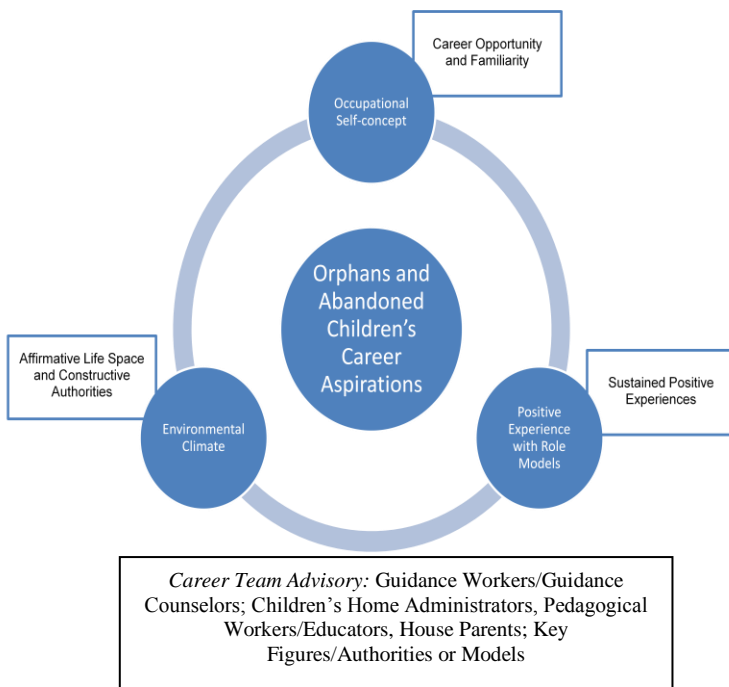 Career Opportunity
and Familiarity
Occupational
Self-concept
Orphans and
Abandoned
Children's
Career
Aspirations
Affirmative Life Space
and Constructive
Authorities
Environmental
Climate
Sustained Positive
Experiences
Positive
Experience
with Role
Models
Career Team Advisory: Guidance Workers/Guidance
Counselors; Children's Home Administrators, Pedagogical
Workers/Educators, House Parents; Key
Figures/Authorities or Models